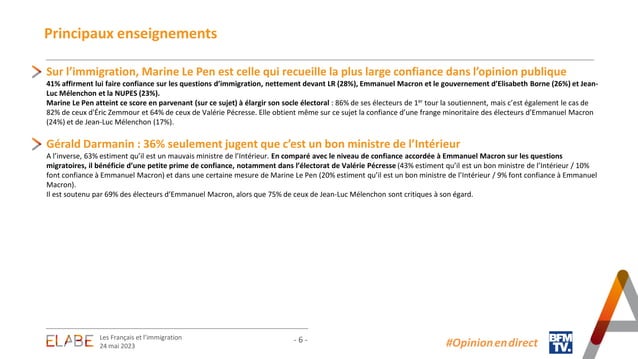 Principaux enseignements
Sur l’immigration, Marine Le Pen est celle qui recueille la plus large confiance dans l’opinion publique
41% affirment lui faire confiance sur les questions d’immigration, nettement devant LR (28%), Emmanuel Macron et le gouvernement d’Elisabeth Borne (26%) et Jean-
Luc Mélenchon et la NUPES (23%).
Marine Le Pen atteint ce score en parvenant (sur ce sujet) à élargir son socle électoral : 86% de ses électeurs de 1er tour la soutiennent, mais c’est également le cas de
82% de ceux d’Éric Zemmour et 64% de ceux de Valérie Pécresse. Elle obtient même sur ce sujet la confiance d’une frange minoritaire des électeurs d’Emmanuel Macron
(24%) et de Jean-Luc Mélenchon (17%).
Gérald Darmanin : 36% seulement jugent que c’est un bon ministre de l’Intérieur
A l’inverse, 63% estiment qu’il est un mauvais ministre de l’Intérieur. En comparé avec le niveau de confiance accordée à Emmanuel Macron sur les questions
migratoires, il bénéficie d’une petite prime de confiance, notamment dans l’électorat de Valérie Pécresse (43% estiment qu’il est un bon ministre de l’Intérieur / 10%
font confiance à Emmanuel Macron) et dans une certaine mesure de Marine Le Pen (20% estiment qu’il est un bon ministre de l’Intérieur / 9% font confiance à Emmanuel
Macron).
Il est soutenu par 69% des électeurs d’Emmanuel Macron, alors que 75% de ceux de Jean-Luc Mélenchon sont critiques à son égard.
ELABE
Les Français et l’immigration
24 mai 2023
- 6 -
#Opinionendirect
BFM
TV.